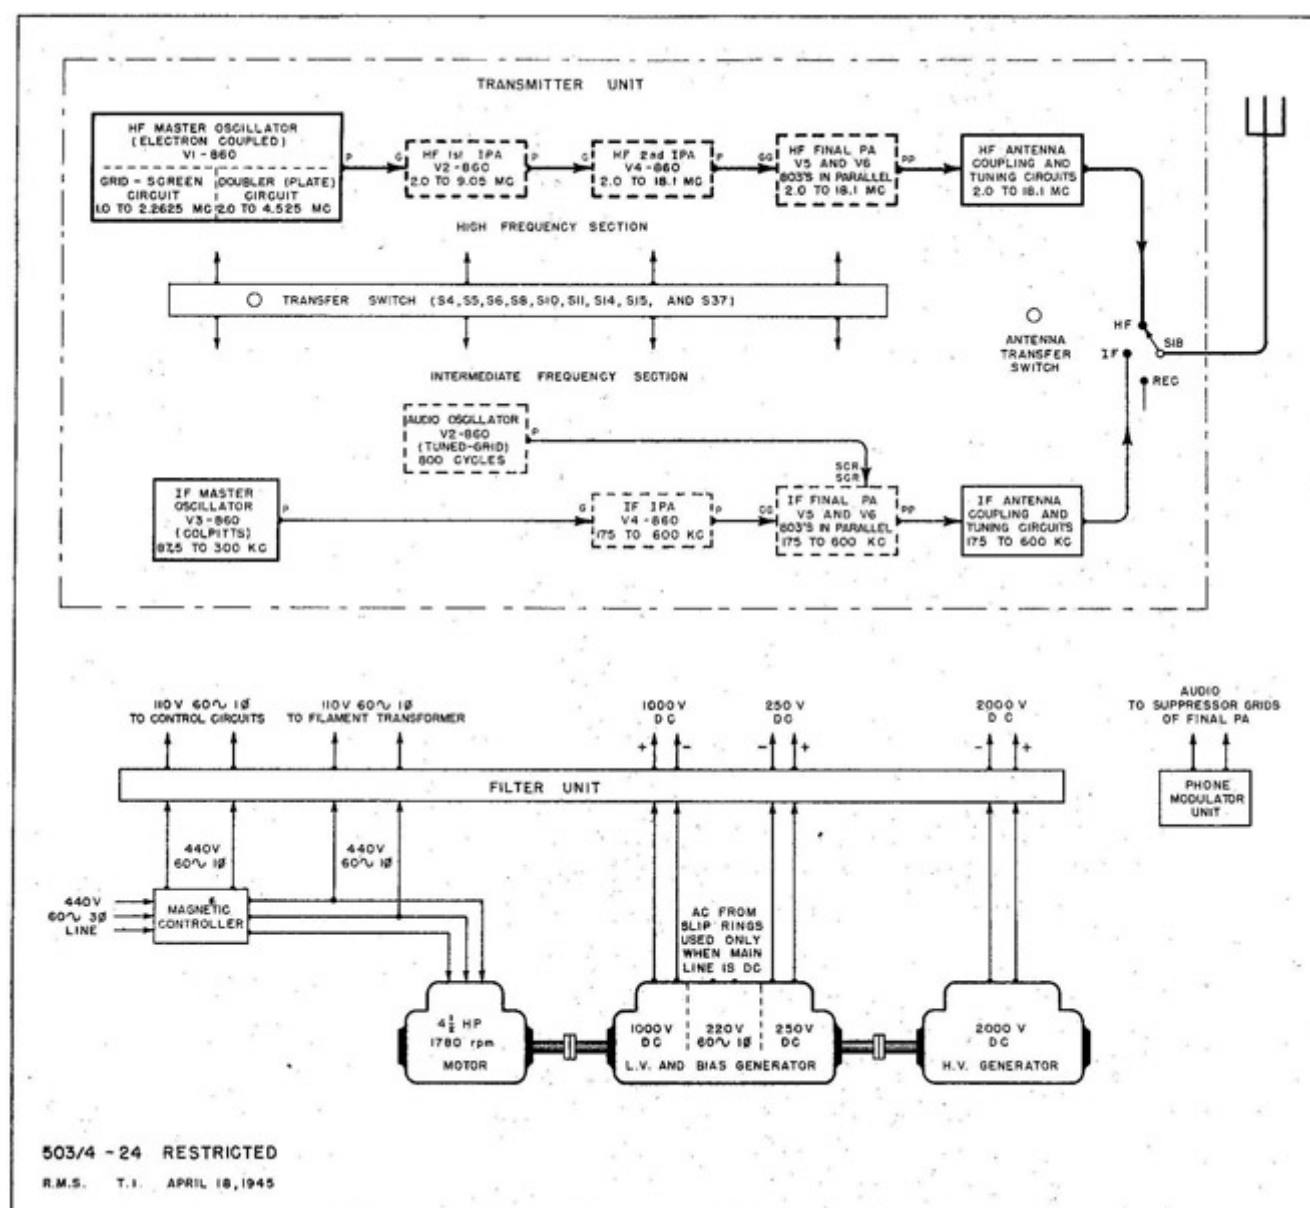 TRANSMITTER UNIT
HF MASTER OSCILLATOR
(ELECTRON COUPLED)
V1-860
GRID-SCREEN
CIRCUIT
1.0 TO 2.2625 MC
DOUBLER (PLATE)
CIRCUIT
2.0 TO 4.525 MC
P
G
HF 1st IPA
V2-860
2.0 TO 9.05 MC
P
G
HF 2nd IPA
V4-860
2.0 TO 18.1 MC
P
GG
HF FINAL PA
V5 AND V6
803'S IN PARALLEL
2.0 TO 18.1 MC
PP
HF ANTENNA
COUPLING AND
TUNING CIRCUITS
2.0 TO 18.1 MC
HIGH FREQUENCY SECTION
TRANSFER SWITCH (S4,S5,S6,S8,S10,S11,S14,S15, AND S37)
HF
S1B
IF
REC
ANTENNA
TRANSFER
SWITCH
INTERMEDIATE FREQUENCY SECTION
AUDIO OSCILLATOR
V2-860
(TUNED-GRID)
800 CYCLES
P
SCR
SCR
IF MASTER
OSCILLATOR
V3-860
(COLPITTS)
87.5 TO 300 KC
P
G
IF IPA
V4-860
175 TO 600 KC
P
GG
IF FINAL PA
V5 AND V6
803'S IN PARALLEL
175 TO 600 KC
PP
IF ANTENNA
COUPLING AND
TUNING CIRCUITS
175 TO 600 KC
110V 60~ 1Ø
TO CONTROL CIRCUITS
110V 60~ 1Ø
TO FILAMENT TRANSFORMER
1000V
DC
+ -
250V
DC
- +
2000V
DC
- +
AUDIO
TO SUPPRESSOR GRIDS
OF FINAL PA
FILTER UNIT
PHONE
MODULATOR
UNIT
440V
60~ 1Ø
440V
60~ 1Ø
440V
60~ 3Ø
LINE
MAGNETIC
CONTROLLER
AC FROM
SLIP RINGS
USED ONLY
WHEN MAIN
LINE IS DC
4½ HP
1780 rpm
MOTOR
1000V
DC
220V
60~ 1Ø
250V
DC
L.V. AND BIAS GENERATOR
2000 V
DC
H.V. GENERATOR
503/4 -24 RESTRICTED
R.M.S. T.I. APRIL 18,1945